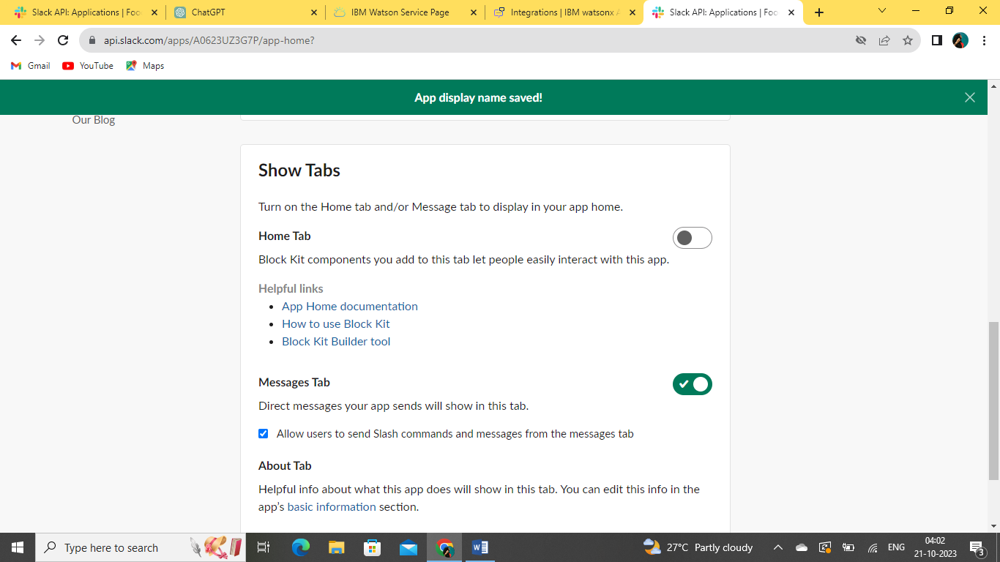 Slack API: Applications | Foo
ChatGPT
IBM Watson Service Page
Integrations | IBM watsonx A
Slack API: Applications | Foo
api.slack.com/apps/A0623UZ3G7P/app-home?
Gmail
YouTube
Maps
App display name saved!
Our Blog
Show Tabs
Turn on the Home tab and/or Message tab to display in your app home.
Home Tab
Block Kit components you add to this tab let people easily interact with this app.
Helpful links
App Home documentation
How to use Block Kit
Block Kit Builder tool
Messages Tab
Direct messages your app sends will show in this tab.
Allow users to send Slash commands and messages from the messages tab
About Tab
Helpful info about what this app does will show in this tab. You can edit this info in the
app's basic information section.
Type here to search
27°C Partly cloudy
ENG
04:02
21-10-2023
3